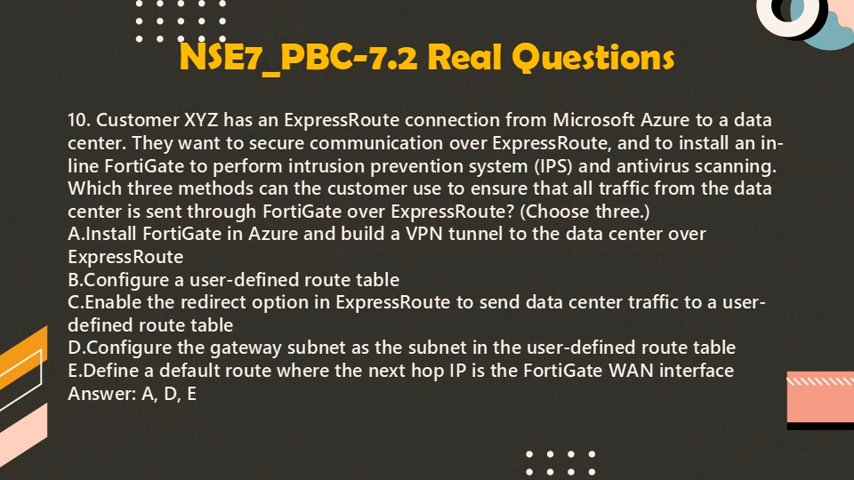 NSE7_PBC-7.2 Real Questions
10. Customer XYZ has an ExpressRoute connection from Microsoft Azure to a data
center. They want to secure communication over ExpressRoute, and to install an in-
line FortiGate to perform intrusion prevention system (IPS) and antivirus scanning.
Which three methods can the customer use to ensure that all traffic from the data
center is sent through FortiGate over ExpressRoute? (Choose three.)
A.Install FortiGate in Azure and build a VPN tunnel to the data center over
ExpressRoute
B.Configure a user-defined route table
C.Enable the redirect option in ExpressRoute to send data center traffic to a user-
defined route table
D.Configure the gateway subnet as the subnet in the user-defined route table
E.Define a default route where the next hop IP is the FortiGate WAN interface
Answer: A, D, E